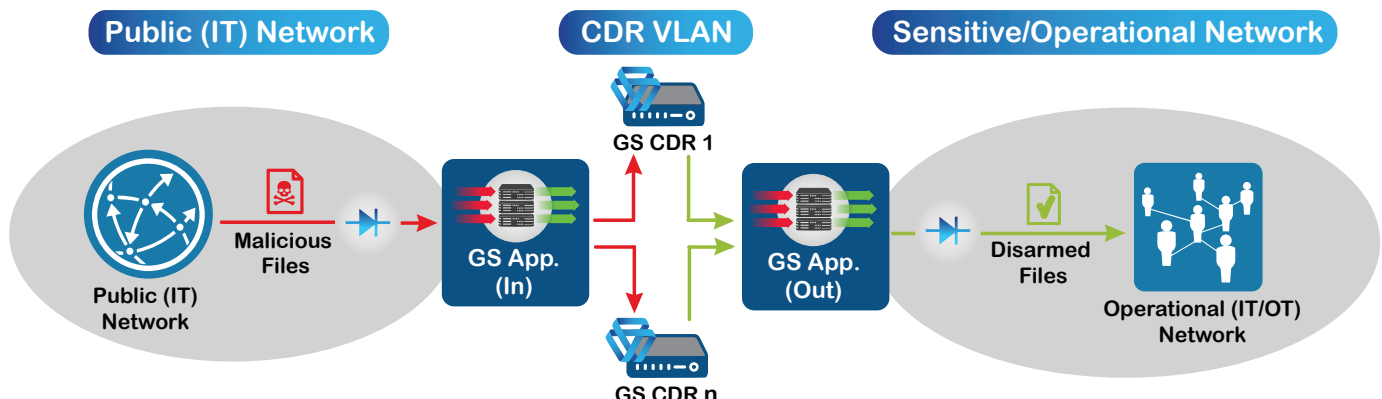 Public (IT) Network
CDR VLAN
Sensitive/Operational Network
GS CDR 1
Malicious
Files
Public (IT)
Network
GS App.
(In)
GS App.
(Out)
Disarmed
Files
Operational (IT/OT)
Network
GS CDR n